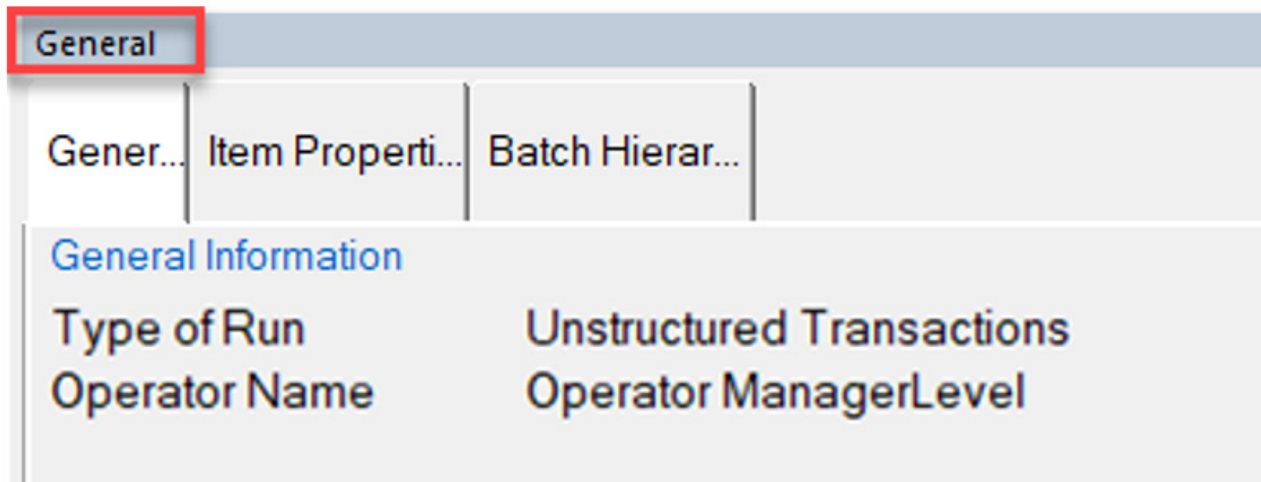 General
Gener... Item Properti... Batch Hierar...
General Information
Type of Run Unstructured Transactions
Operator Name Operator ManagerLevel